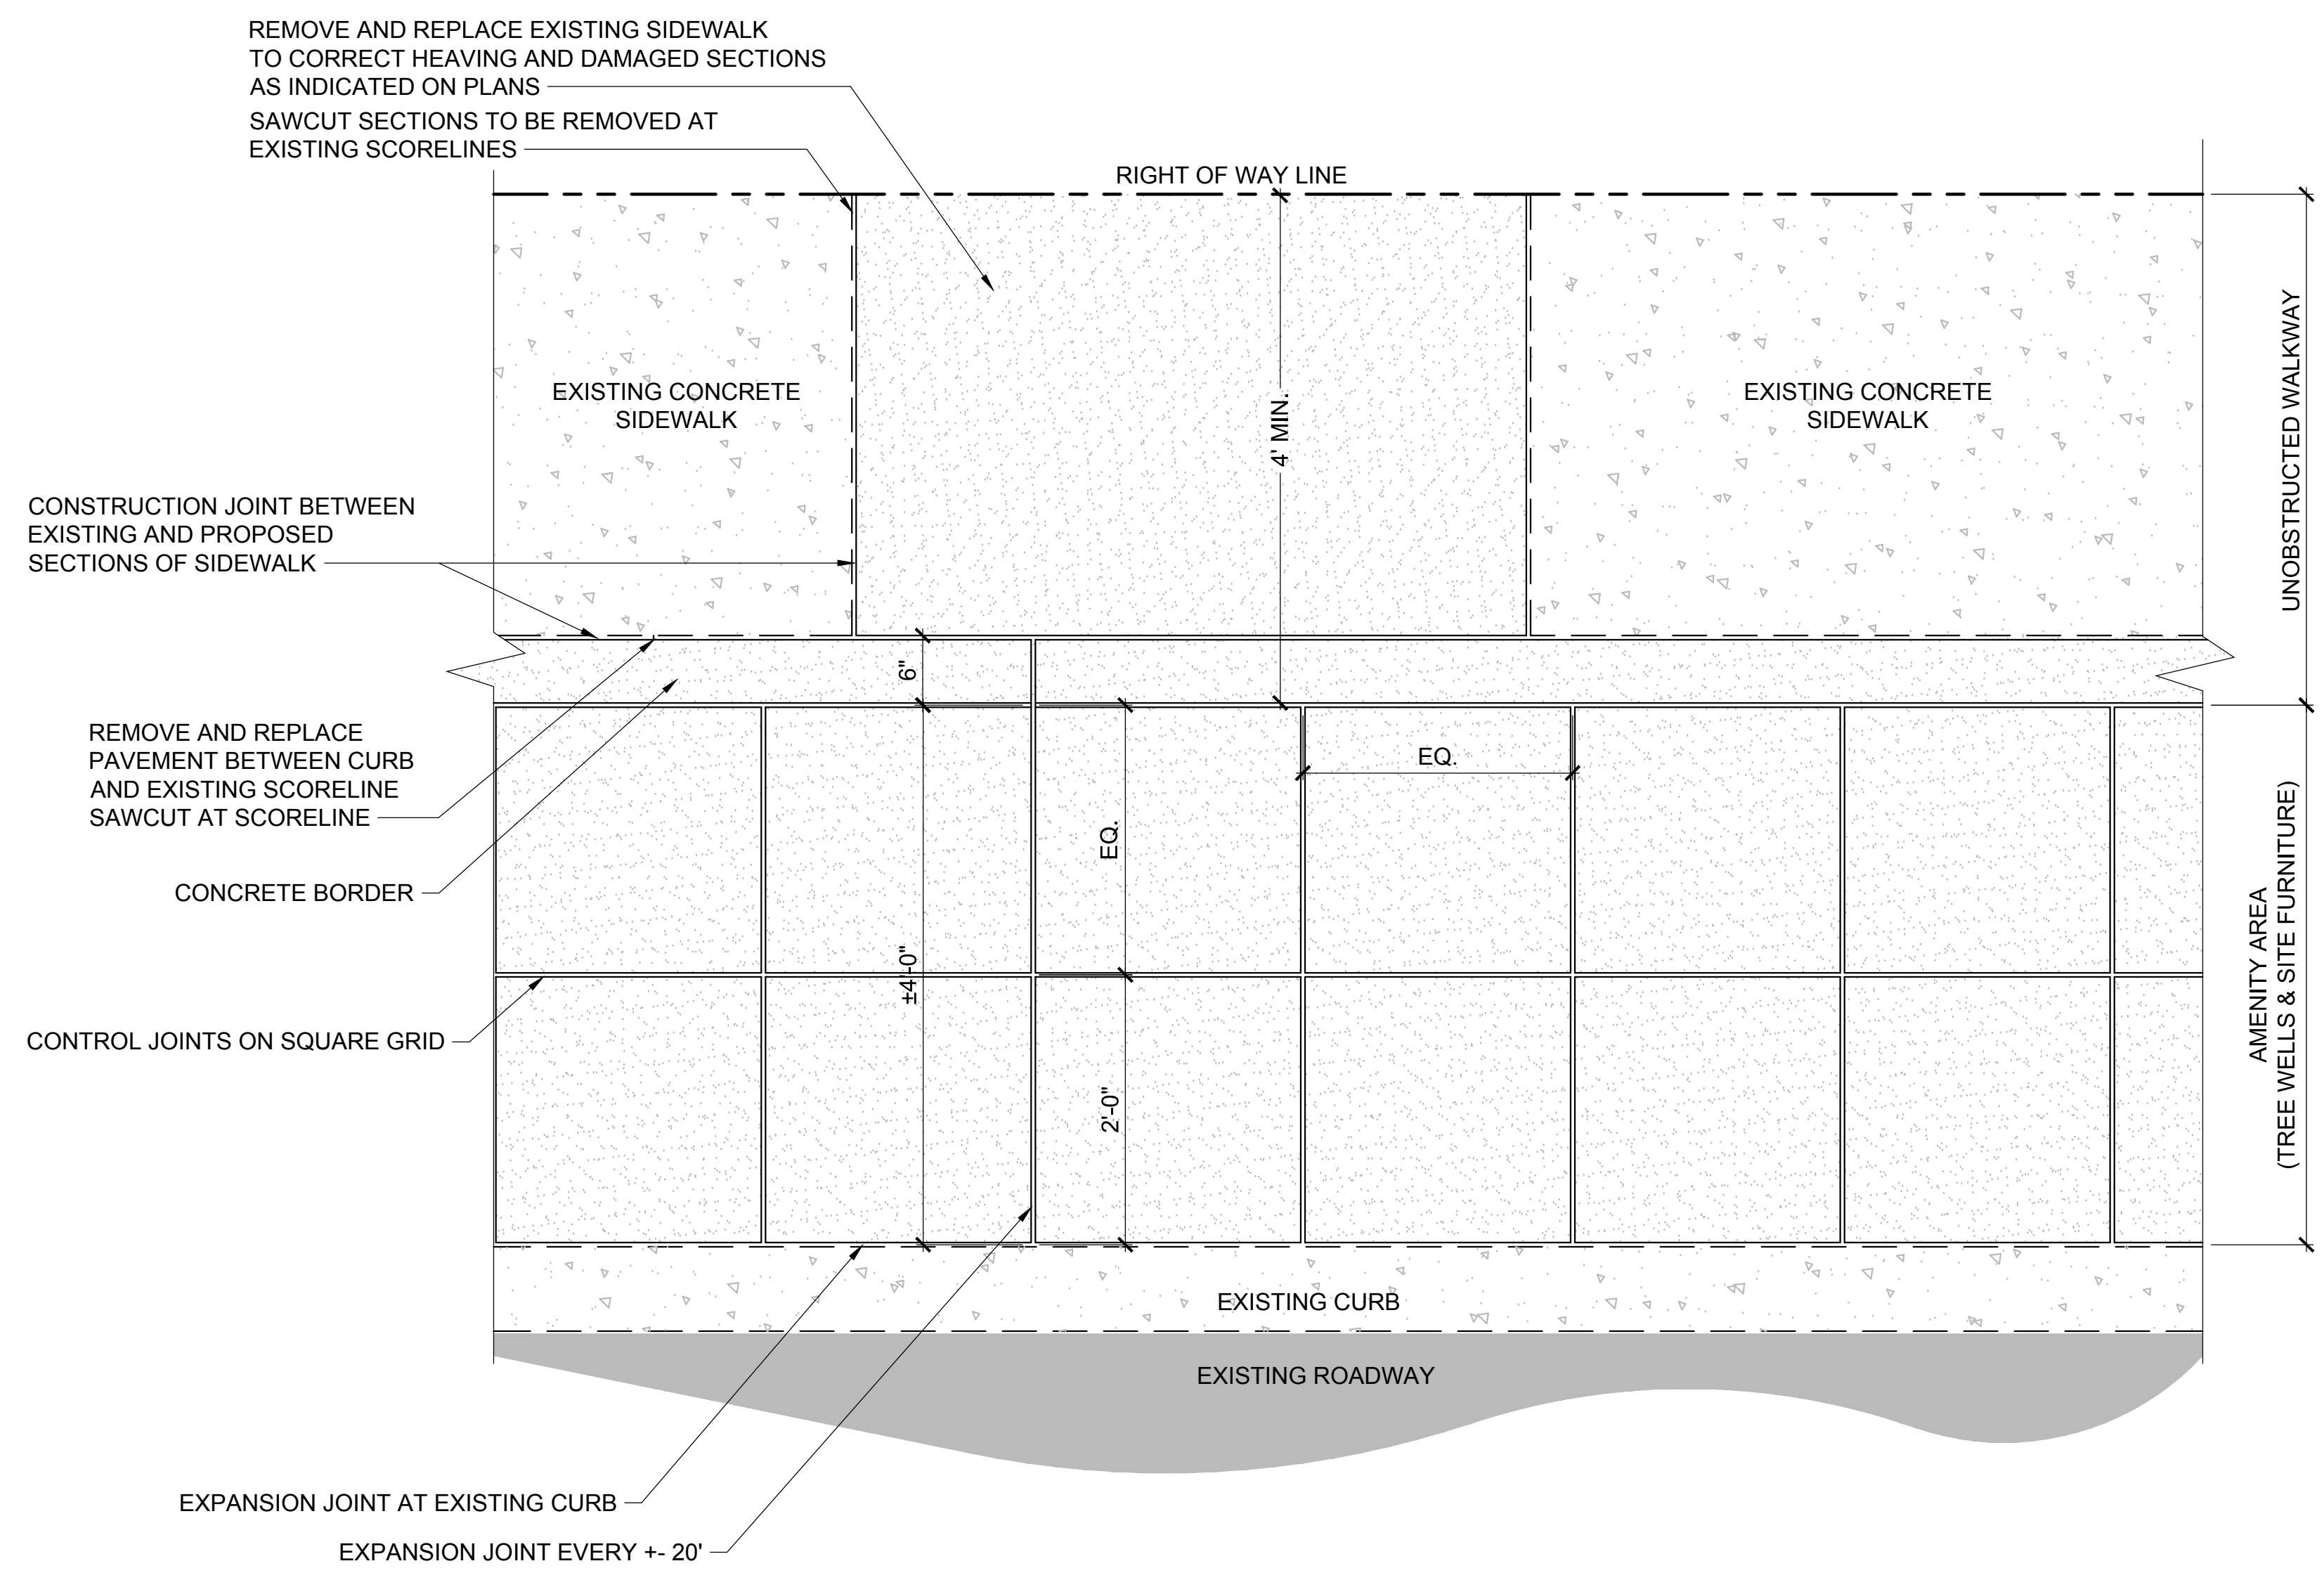 REMOVE AND REPLACE EXISTING SIDEWALK
TO CORRECT HEAVING AND DAMAGED SECTIONS
AS INDICATED ON PLANS
SAWCUT SECTIONS TO BE REMOVED AT
EXISTING SCORELINES
RIGHT OF WAY LINE
EXISTING CONCRETE
SIDEWALK
4' MIN.
EXISTING CONCRETE
SIDEWALK
UNOBSTRUCTED WALKWAY
CONSTRUCTION JOINT BETWEEN
EXISTING AND PROPOSED
SECTIONS OF SIDEWALK
6"
REMOVE AND REPLACE
PAVEMENT BETWEEN CURB
AND EXISTING SCORELINE
SAWCUT AT SCORELINE
EQ.
EQ.
CONCRETE BORDER
±4'-0"
AMENITY AREA
(TREE WELLS & SITE FURNITURE)
CONTROL JOINTS ON SQUARE GRID
2'-0"
EXISTING CURB
EXISTING ROADWAY
EXPANSION JOINT AT EXISTING CURB
EXPANSION JOINT EVERY +- 20'